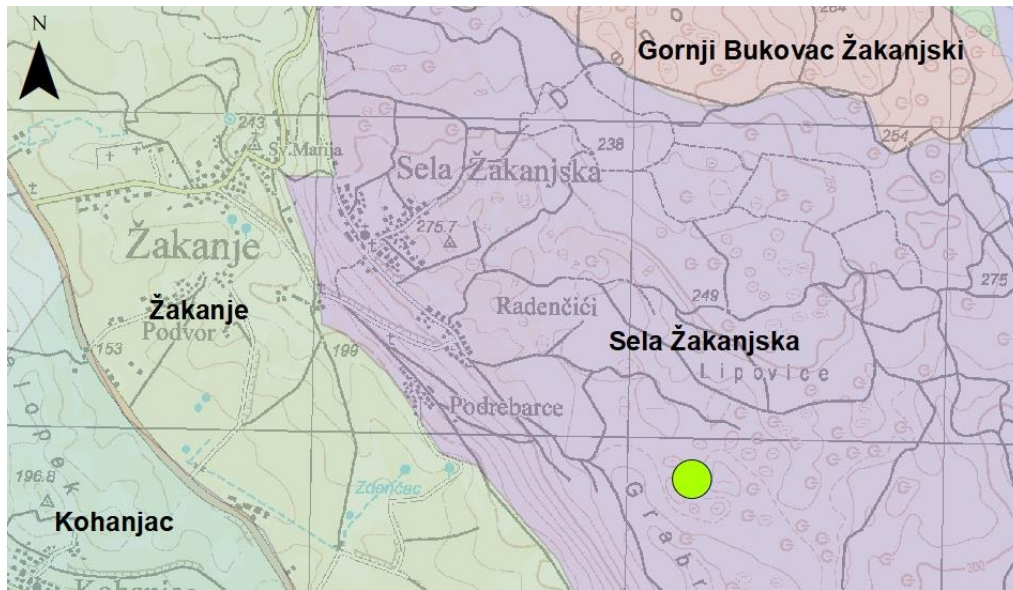 264
Gornji Bukovac Žakanjski
N
243
Sv.Marija
254
238
Sela Žakanjska
275.7
Žakanje
275
249
Radenčići
Žakanje
Podvor
Sela Žakanjska
153
199
Lipovice
Podrebarce
196.8
Zdenčac
Kohanjac
Grabr
300